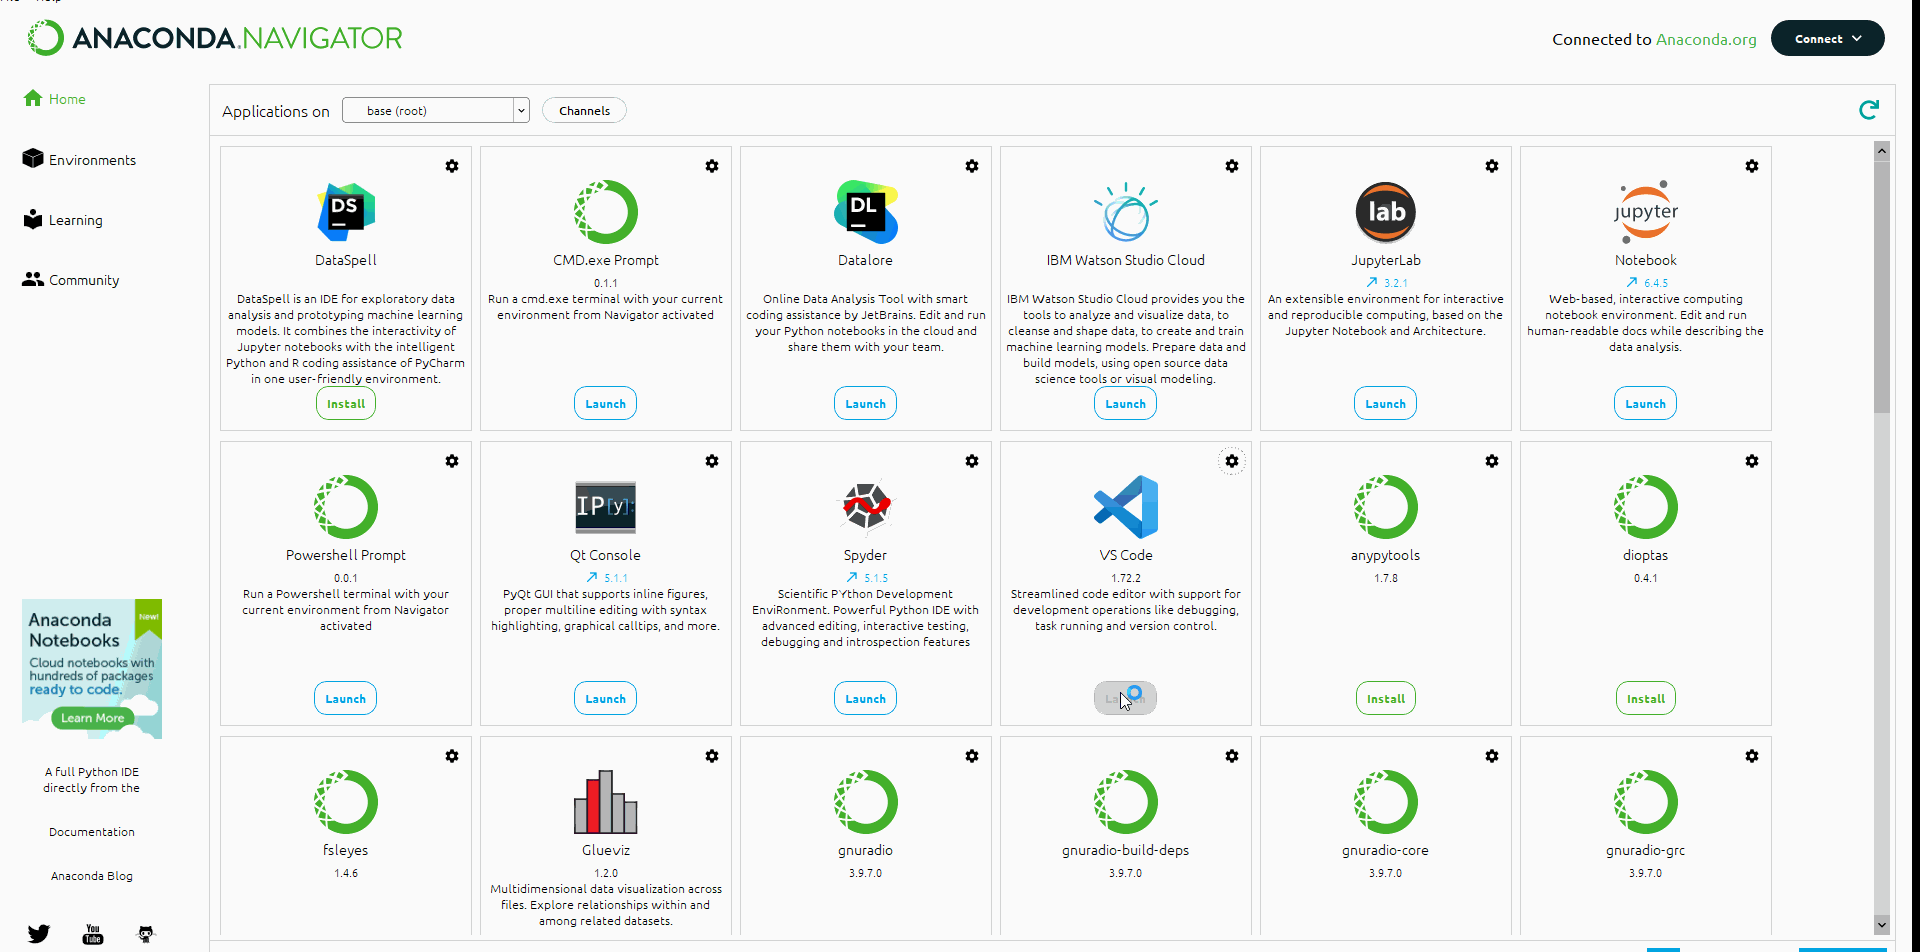 ANACONDA.NAVIGATOR
Connected to Anaconda.org
Connect
Home
Environments
Learning
Community
Applications on
base (root)
Channels
DS
DataSpell
DataSpell is an IDE for exploratory data
analysis and prototyping machine learning
models. It combines the interactivity of
Jupyter notebooks with the intelligent
Python and R coding assistance of PyCharm
in one user-friendly environment.
Install
CMD.exe Prompt
0.1.1
Run a cmd.exe terminal with your current
environment from Navigator activated
Launch
DL
Datalore
Online Data Analysis Tool with smart
coding assistance by JetBrains. Edit and run
your Python notebooks in the cloud and
share them with your team.
Launch
IBM Watson Studio Cloud
IBM Watson Studio Cloud provides you the
tools to analyze and visualize data, to
cleanse and shape data, to create and train
machine learning models. Prepare data and
build models, using open source data
science tools or visual modeling.
Launch
lab
JupyterLab
3.2.1
An extensible environment for interactive
and reproducible computing, based on the
Jupyter Notebook and Architecture.
Launch
jupyter
Notebook
6.4.5
Web-based, interactive computing
notebook environment. Edit and run
human-readable docs while describing the
data analysis.
Launch
Powershell Prompt
0.0.1
Run a Powershell terminal with your
current environment from Navigator
activated
Launch
IP[y]:
Qt Console
5.1.1
PyQt GUI that supports inline figures,
proper multiline editing with syntax
highlighting, graphical calltips, and more.
Launch
Spyder
5.1.5
Scientific PYthon Development
EnviRonment. Powerful Python IDE with
advanced editing, interactive testing,
debugging and introspection features
Launch
VS Code
1.72.2
Streamlined code editor with support for
development operations like debugging,
task running and version control.
anypytools
1.7.8
Install
dioptas
0.4.1
Install
fsleyes
1.4.6
Glueviz
1.2.0
Multidimensional data visualization across
files. Explore relationships within and
among related datasets.
gnuradio
3.9.7.0
gnuradio-build-deps
3.9.7.0
gnuradio-core
3.9.7.0
gnuradio-grc
3.9.7.0
Anaconda
Notebooks
New!
Cloud notebooks with
hundreds of packages
ready to code.
Learn More
A full Python IDE
directly from the
Documentation
Anaconda Blog
You
Tube